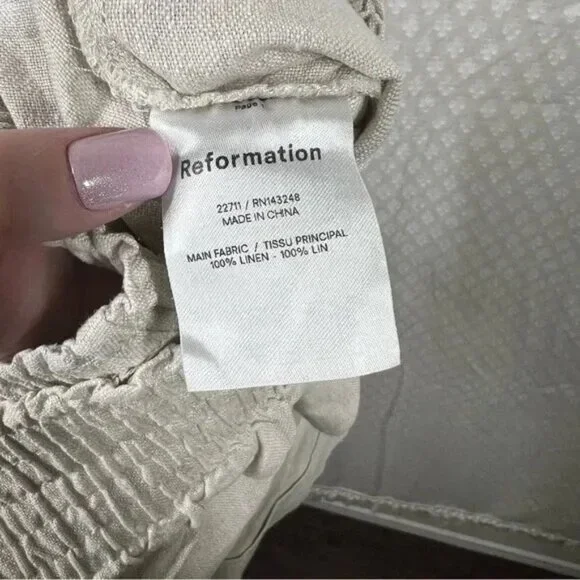 Reformation
22711 / RN143248
MADE IN CHINA
MAIN FABRIC / TISSU PRINCIPAL
100% LINEN - 100% LIN